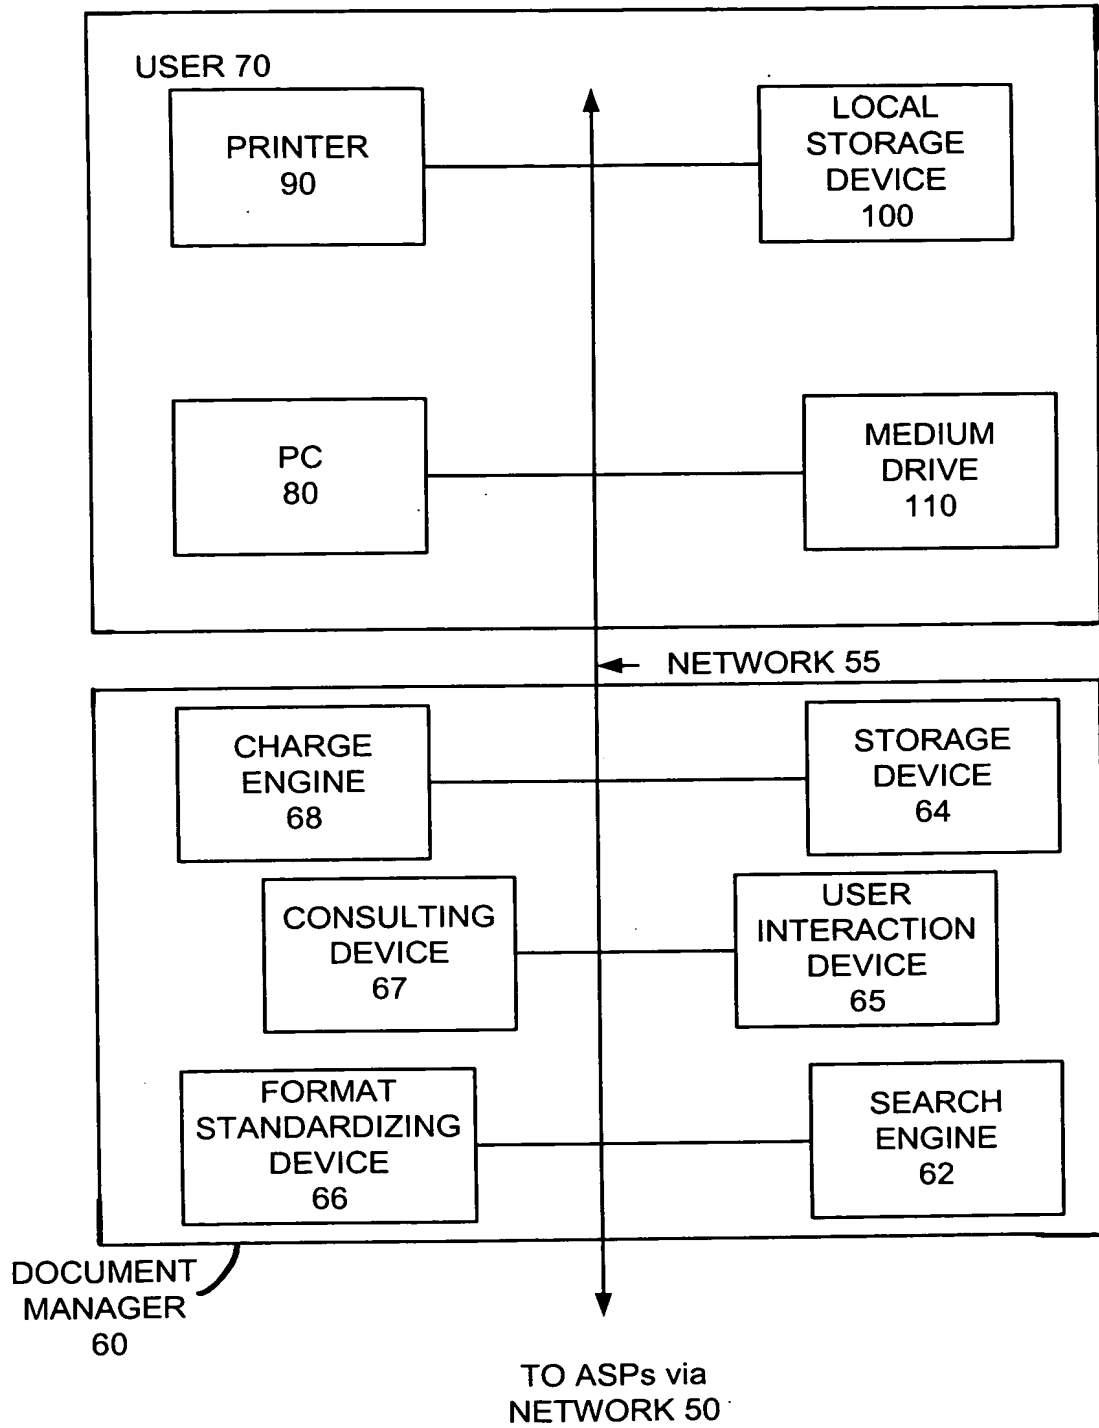 USER 70
PRINTER
90
LOCAL
STORAGE
DEVICE
100
PC
80
MEDIUM
DRIVE
110
NETWORK 55
CHARGE
ENGINE
68
STORAGE
DEVICE
64
CONSULTING
DEVICE
67
USER
INTERACTION
DEVICE
65
FORMAT
STANDARDIZING
DEVICE
66
SEARCH
ENGINE
62
DOCUMENT
MANAGER
60
TO ASPs via
NETWORK 50